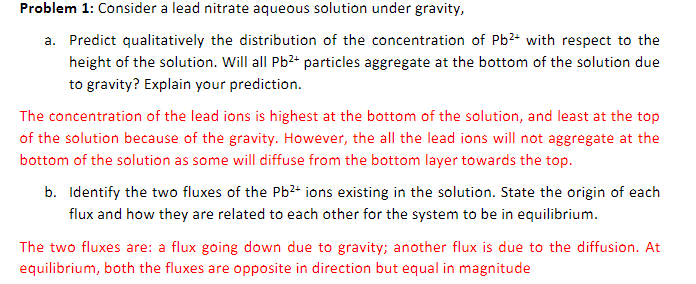 Problem 1: Consider a lead nitrate aqueous solution under gravity,
a. Predict qualitatively the distribution of the concentration of Pb²⁺ with respect to the
height of the solution. Will all Pb²⁺ particles aggregate at the bottom of the solution due
to gravity? Explain your prediction.
The concentration of the lead ions is highest at the bottom of the solution, and least at the top
of the solution because of the gravity. However, the all the lead ions will not aggregate at the
bottom of the solution as some will diffuse from the bottom layer towards the top.
b. Identify the two fluxes of the Pb²⁺ ions existing in the solution. State the origin of each
flux and how they are related to each other for the system to be in equilibrium.
The two fluxes are: a flux going down due to gravity; another flux is due to the diffusion. At
equilibrium, both the fluxes are opposite in direction but equal in magnitude